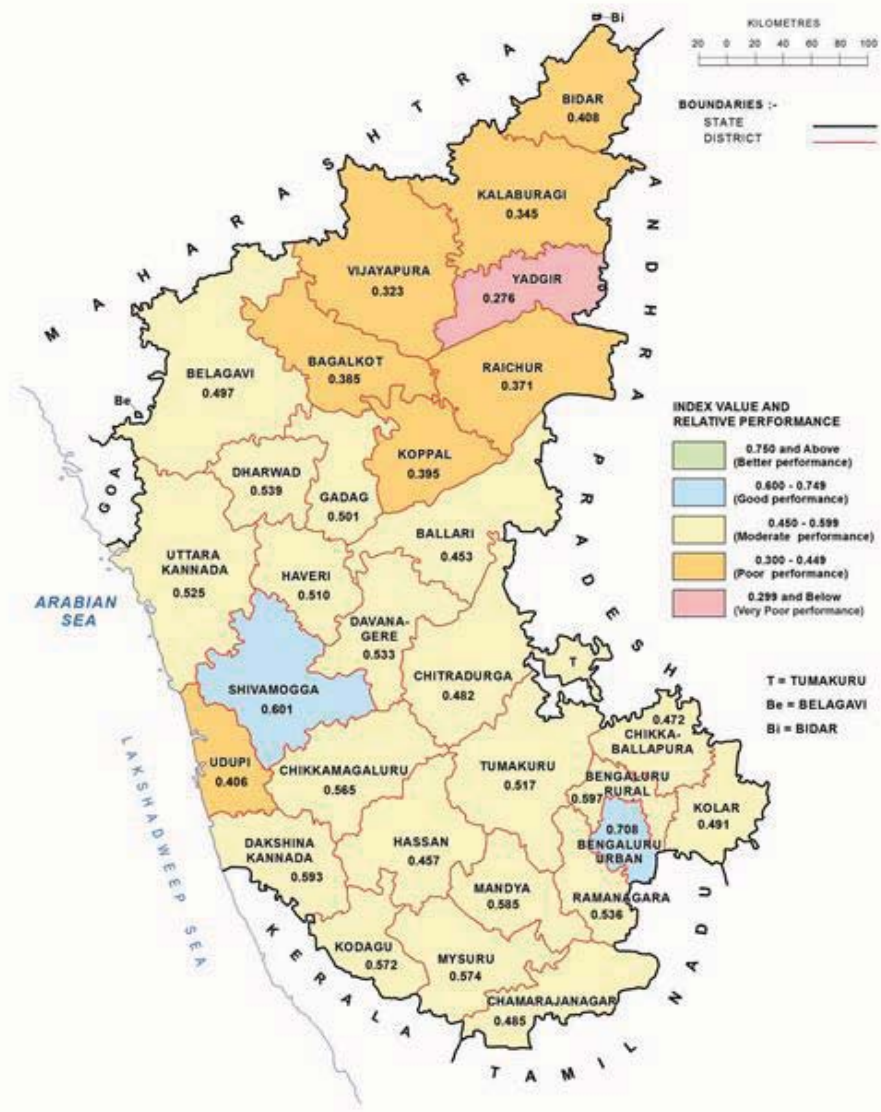 Bi
KILOMETRES
20 0 20 40 60 80 100
BOUNDARIES :-
STATE
DISTRICT
MAHARASHTRA
ANDHRA PRADESH
GOA
KERALA
TAMIL NADU
ARABIAN
SEA
LAKSHADWEEP SEA
BIDAR
0.408
KALABURAGI
0.345
YADGIR
0.276
VIJAYAPURA
0.323
BAGALKOT
0.385
RAICHUR
0.371
BELAGAVI
0.497
Be
KOPPAL
0.395
DHARWAD
0.539
GADAG
0.501
BALLARI
0.453
UTTARA
KANNADA
0.525
HAVERI
0.510
DAVANA-
GERE
0.533
CHITRADURGA
0.482
SHIVAMOGGA
0.601
UDUPI
0.406
CHIKKAMAGALURU
0.565
TUMAKURU
0.517
T
0.472
CHIKKA-
BALLAPURA
BENGALURU
RURAL
0.597
KOLAR
0.491
0.708
BENGALURU
URBAN
DAKSHINA
KANNADA
0.593
HASSAN
0.457
MANDYA
0.585
RAMANAGARA
0.536
KODAGU
0.572
MYSURU
0.574
CHAMARAJANAGAR
0.485
INDEX VALUE AND
RELATIVE PERFORMANCE
0.750 and Above
(Better performance)
0.600 - 0.749
(Good performance)
0.450 - 0.599
(Moderate performance)
0.300 - 0.449
(Poor performance)
0.299 and Below
(Very Poor performance)
T = TUMAKURU
Be = BELAGAVI
Bi = BIDAR